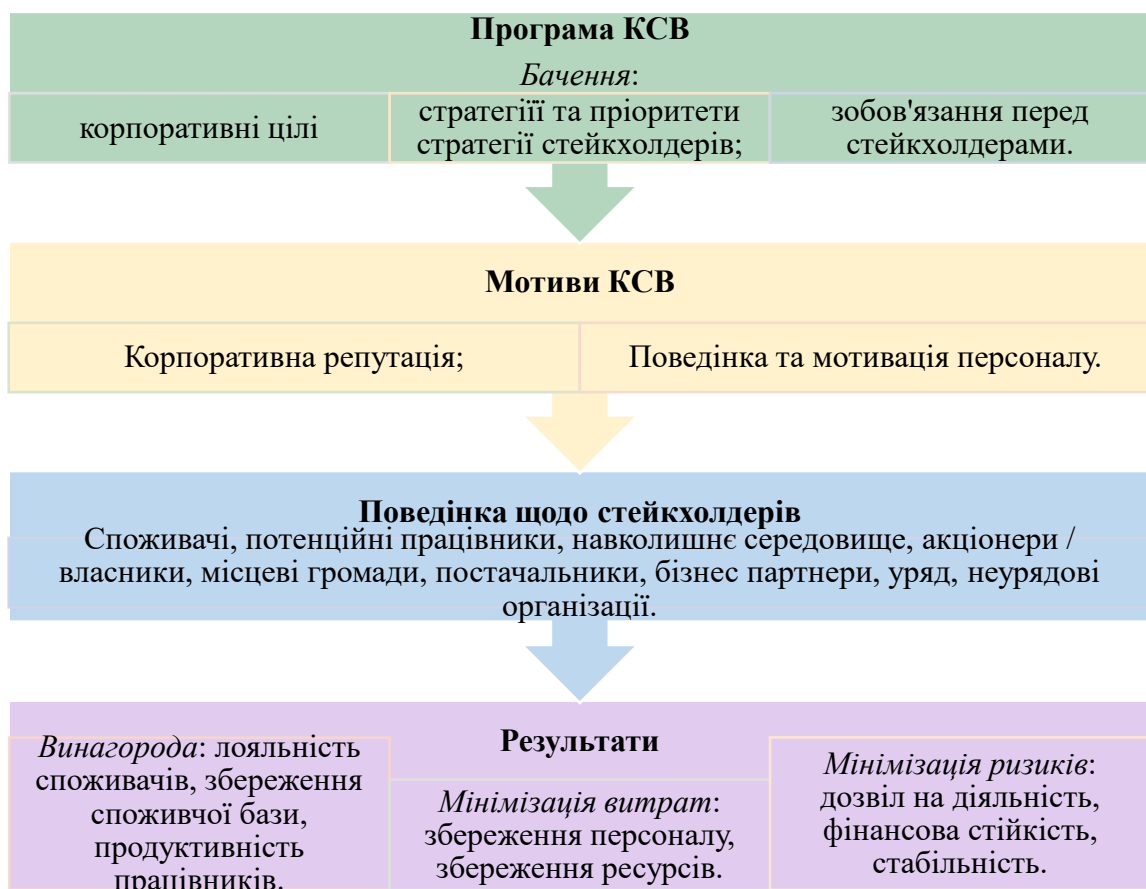 Програма КСВ
Бачення:
корпоративні цілі
стратегіїї та пріоритети
стратегії стейкхолдерів;
зобов'язання перед
стейкхолдерами.
Мотиви КСВ
Корпоративна репутація;
Поведінка та мотивація персоналу.
Поведінка щодо стейкхолдерів
Споживачі, потенційні працівники, навколишнє середовище, акціонери /
власники, місцеві громади, постачальники, бізнес партнери, уряд, неурядові
організації.
Результати
Винагорода: лояльність
споживачів, збереження
споживчої бази,
продуктивність
працівників.
Мінімізація витрат:
збереження персоналу,
збереження ресурсів.
Мінімізація ризиків:
дозвіл на діяльність,
фінансова стійкість,
стабільність.